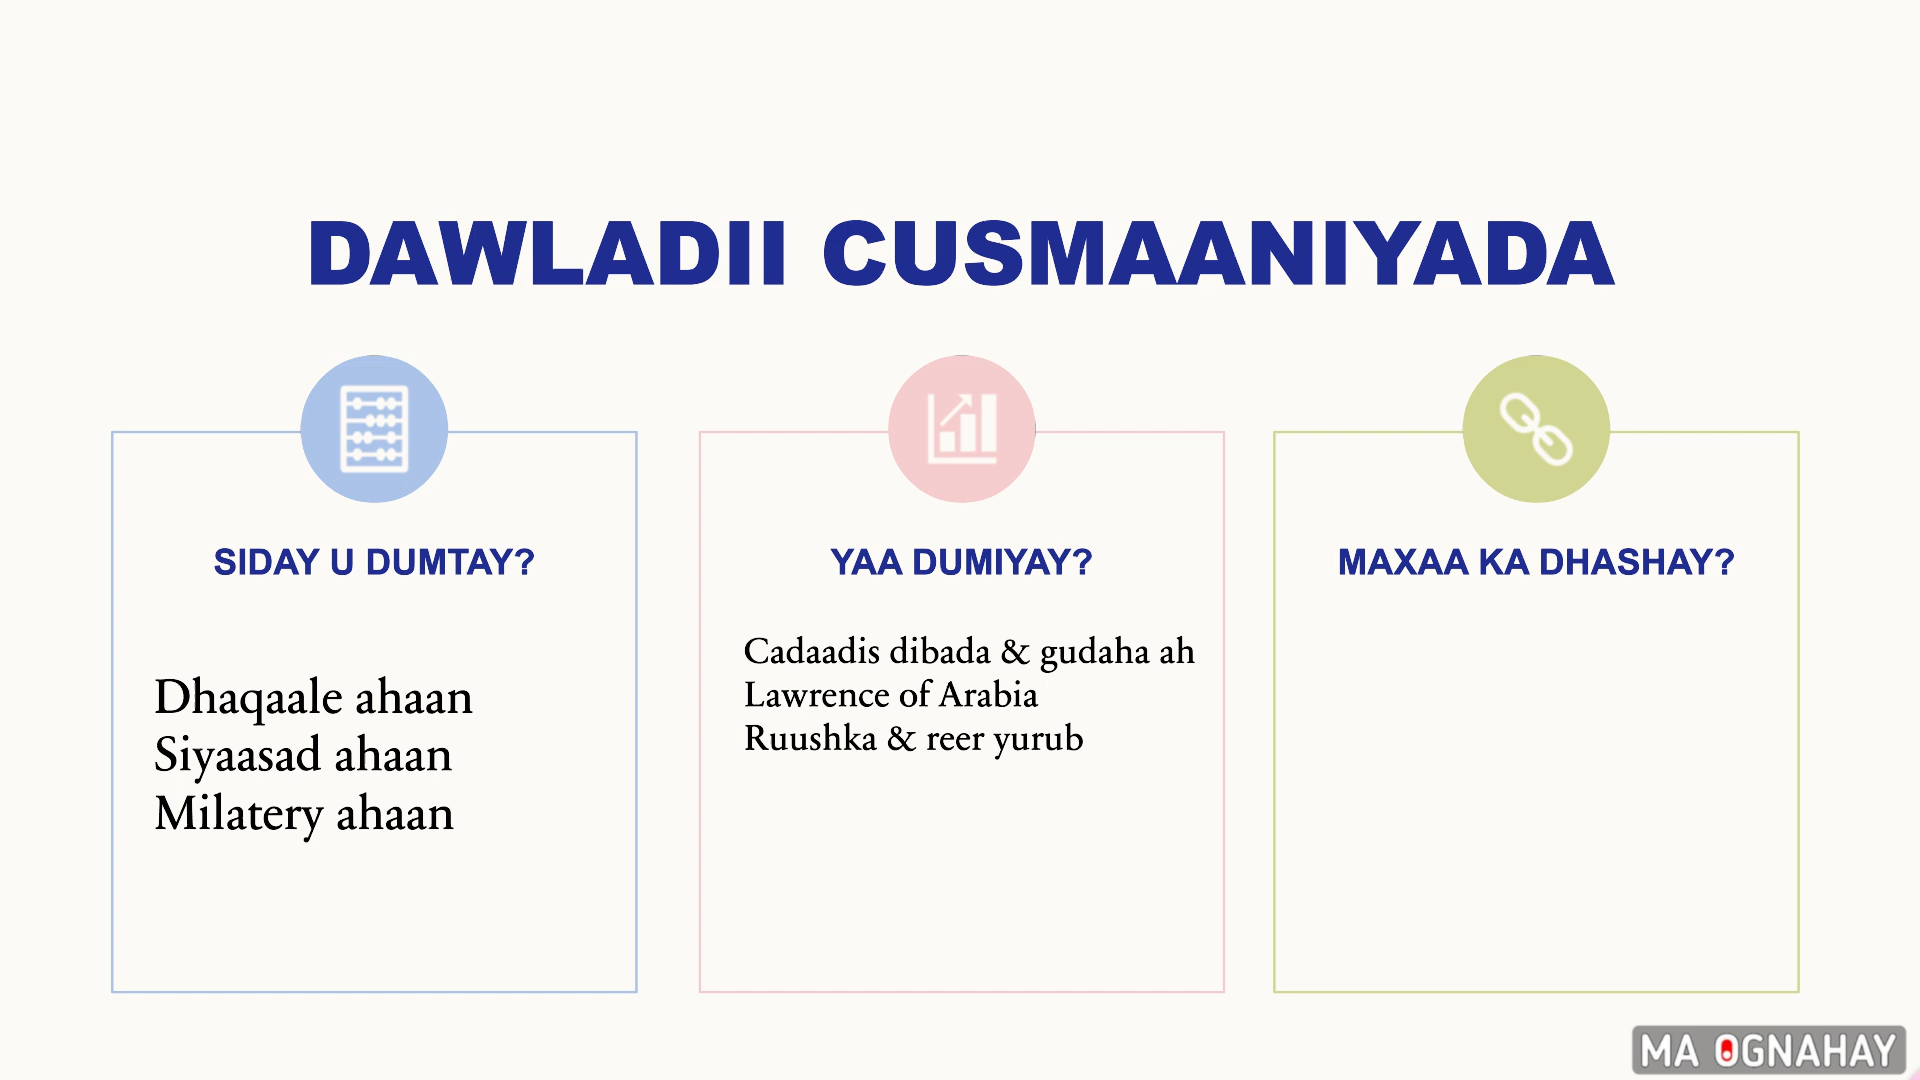 DAWLADII CUSMAANIYADA
SIDAY U DUMTAY?
Dhaqaale ahaan
Siyaasad ahaan
Milatery ahaan
YAA DUMIYAY?
Cadaadis dibada & gudaha ah
Lawrence of Arabia
Ruushka & reer yurub
MAXAA KA DHASHAY?
MA OGNAHAY